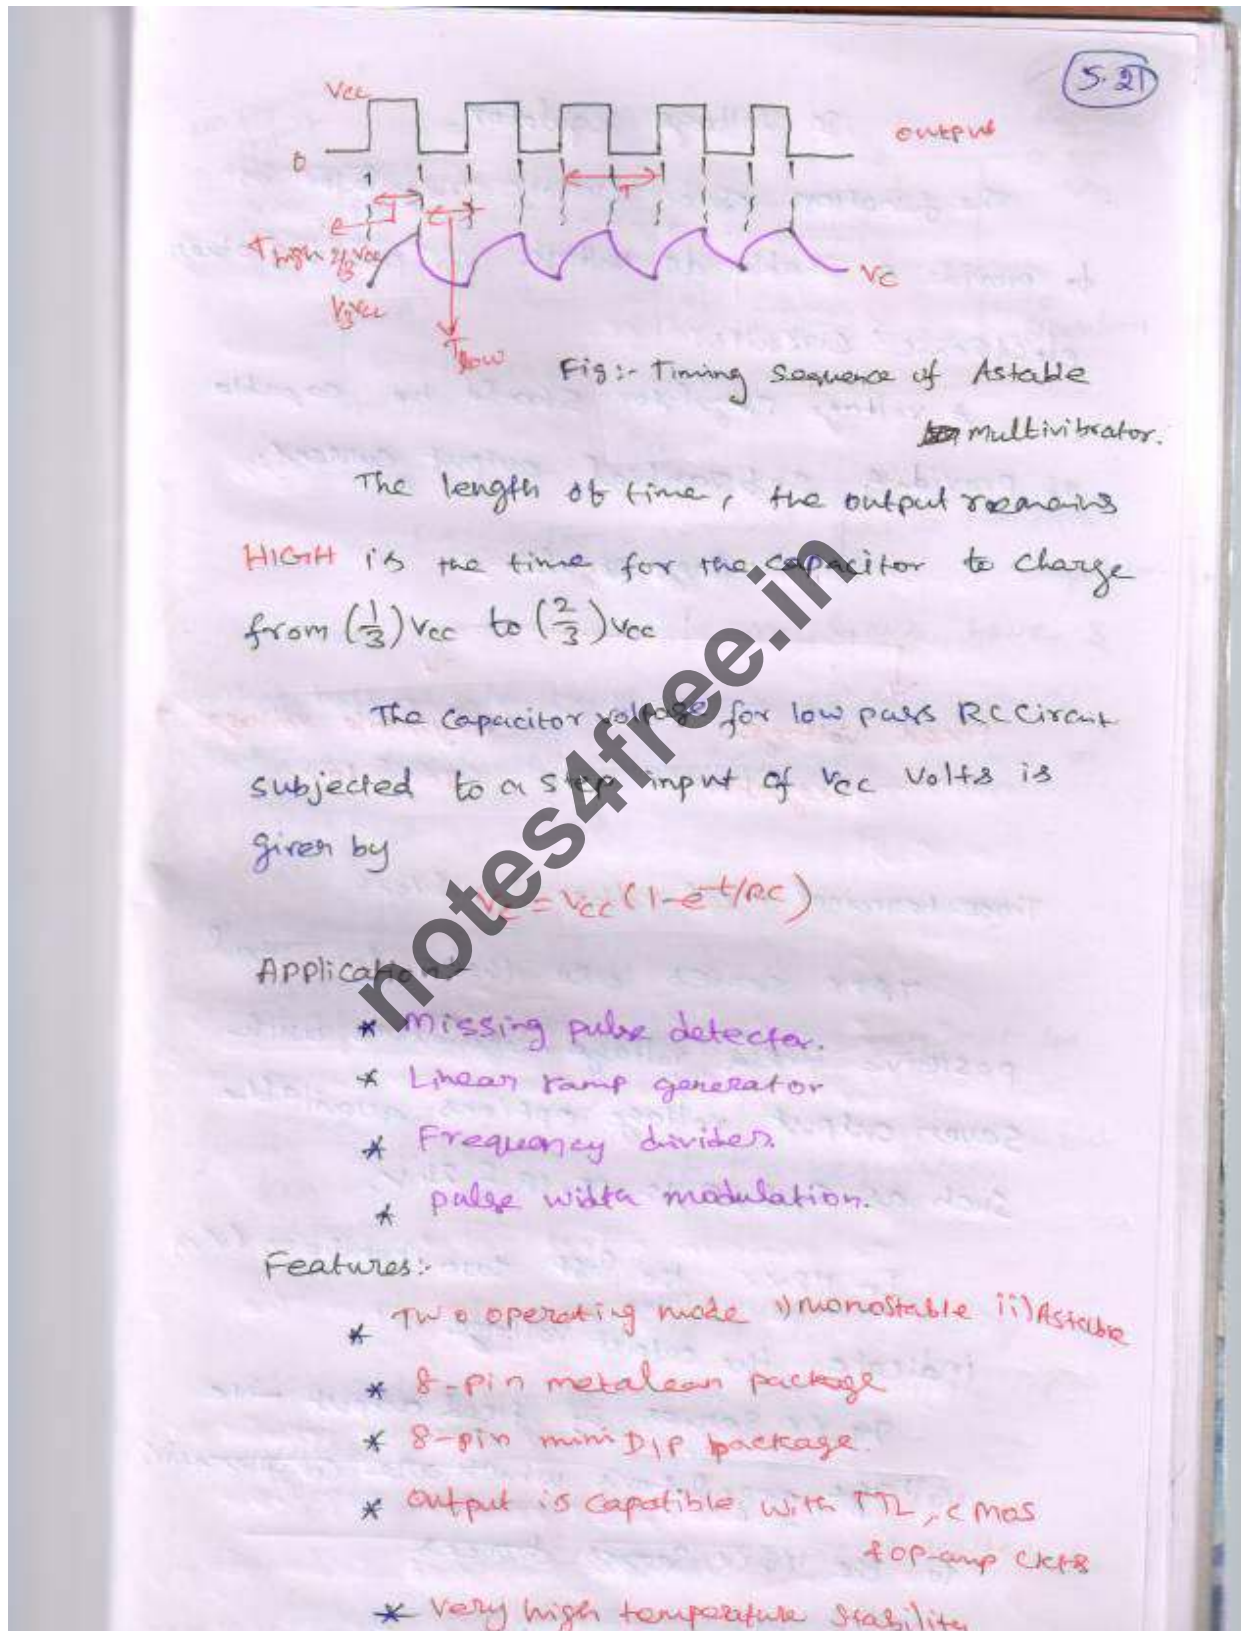 5.21
Vcc
0
output
T
Thigh 2/3 Vcc
1/3 Vcc
Vc
Tlow
Fig:- Timing Sequence of Astable
Multivibrator.
The length of time, the output remains
HIGH is the time for the capacitor to charge
from (1/3) Vcc to (2/3) Vcc
The capacitor voltage for low pass RC Circuit
subjected to a step input of Vcc Volts is
given by
Vc = Vcc (1-e^-t/RC)
Application:-
* Missing pulse detector.
* Linear ramp generator
* Frequency divider.
* pulse width modulation.
Features:-
* Two operating mode i) monostable ii) Astable
* 8-pin metalcan package
* 8-pin mini DIP package.
* output is capatible with TTL, CMOS
& op-amp ckts
* Very high temperature stability
notes4free.in